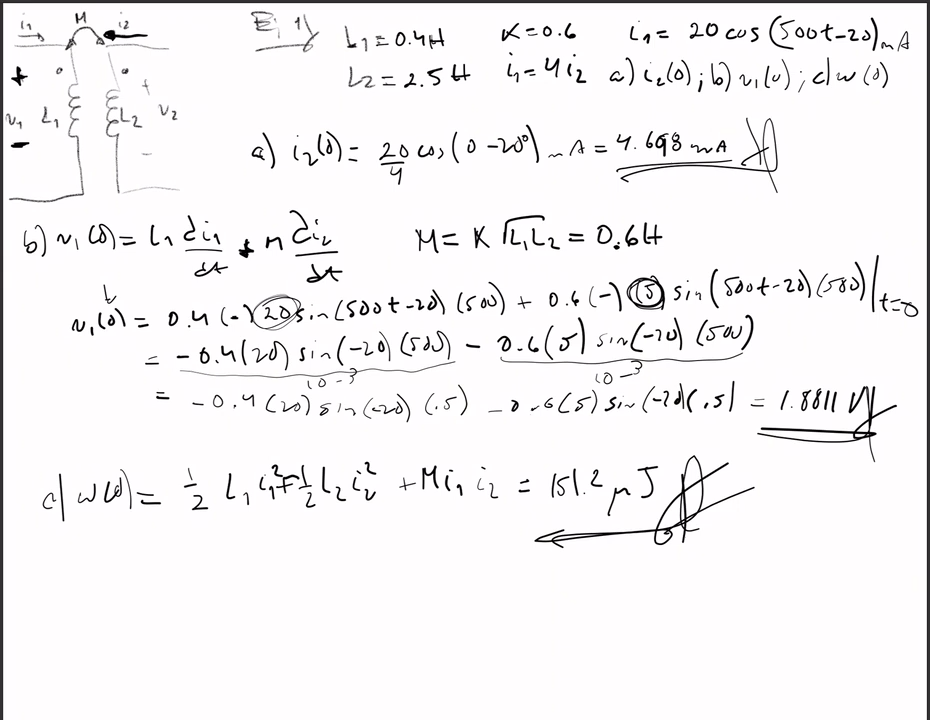 i₁ M i₂
+ + v₁ L₁ L₂ v₂ - -
Ej 1) L₁ = 0.4H K = 0.6 i₁ = 20 cos (500t-20) mA
L₂ = 2.5 H i₁ = 4 i₂ a) i₂(0) ; b) v₁(0) ; c) w(0)
a) i₂(0) = 20/4 cos (0 -20°) mA = 4.698 mA
b) v₁(0) = L₁ di₁/dt + M di₂/dt M = K √L₁L₂ = 0.6H
v₁(0) = 0.4 (-) 20 sin (500t-20) (500) + 0.6 (-) (5) sin (500t-20) (500) |t=0
= -0.4 (20) sin (-20) (500) - 0.6 (5) sin (-20) (500)
10-3 10-3
= -0.4 (20) sin (-20) (.5) -0.6 (5) sin (-20) (.5) = 1.8811 V
c) w(0) = 1/2 L₁ i₁² + 1/2 L₂ i₂² + M i₁ i₂ = 151.2 μJ